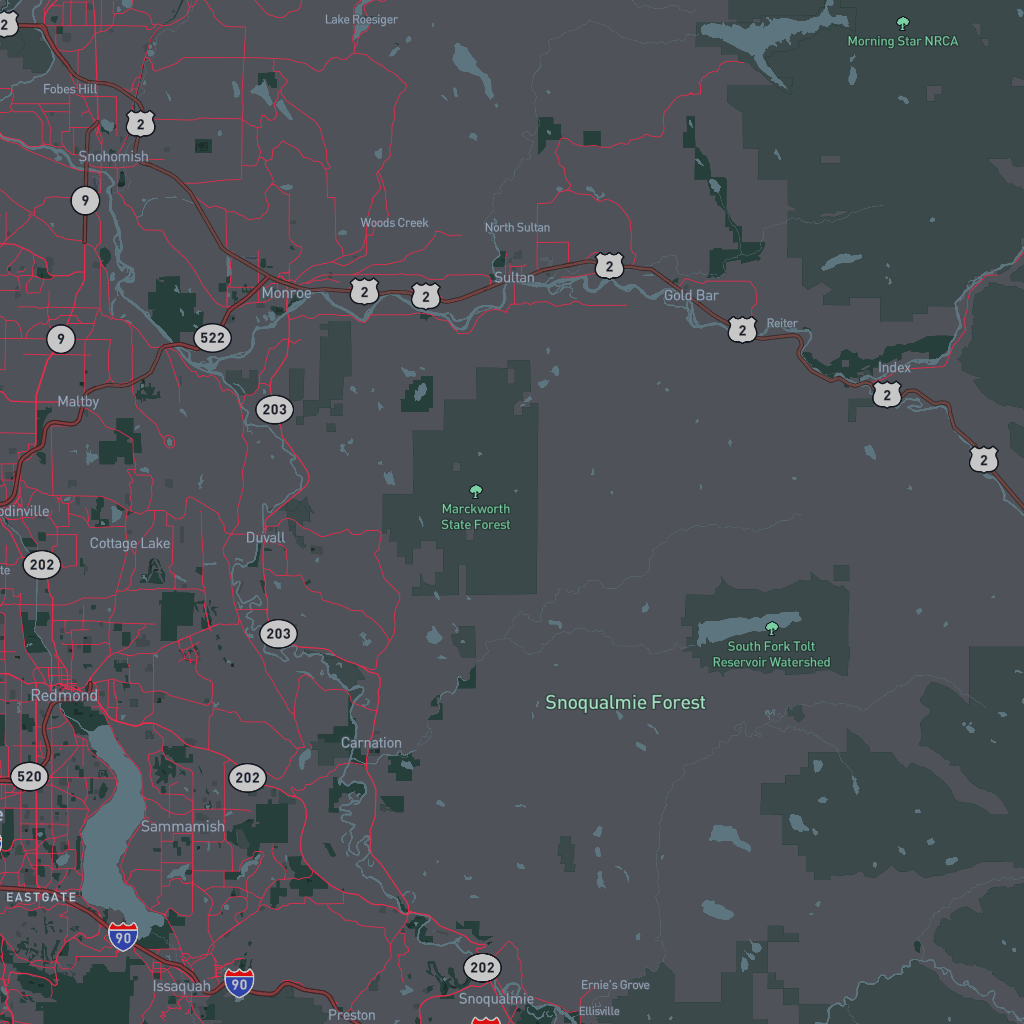 Lake Roesiger
2
Morning Star NRCA
Fobes Hill
2
Snohomish
9
Woods Creek
North Sultan
2
Sultan
Monroe
2
2
Gold Bar
Reiter
2
522
9
Index
2
Maltby
203
2
Marckworth
State Forest
odinville
Duvall
Cottage Lake
202
te
203
South Fork Tolt
Reservoir Watershed
Redmond
Snoqualmie Forest
Carnation
520
202
e
Sammamish
EASTGATE
90
202
Issaquah
90
Ernie's Grove
Snoqualmie
Ellisville
Preston